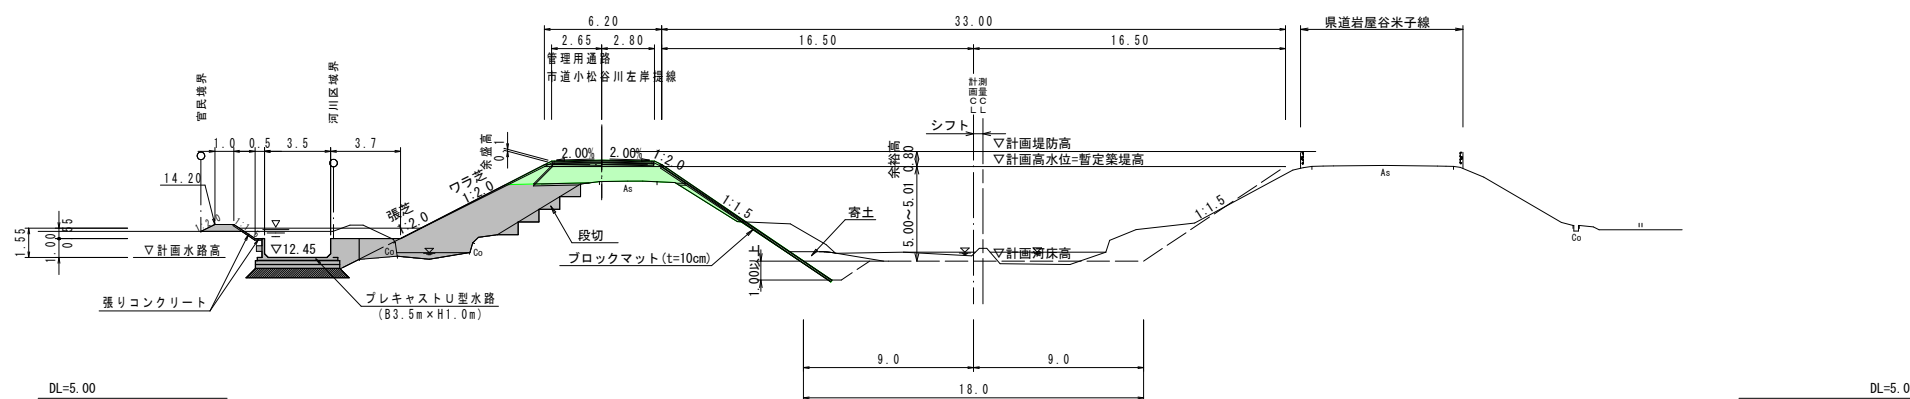 6.20
33.00
県道岩屋谷米子線
2.65
2.80
16.50
16.50
管理用通路
市道小松谷川左岸堤線
官民境界
河川区域界
計画CL
測量CL
シフト
1.0
0.5
3.5
3.7
余盛高
0.1
2.00%
2.00%
1:2.0
余裕高
0.80
▽計画堤防高
▽計画高水位=暫定築堤高
14.20
ワラ芝
1:2.0
張芝
1:2.0
As
As
1:1.5
1:1.5
5.00～5.01
寄土
1.55
0.55
1.00
▽計画水路高
▽12.45
Co
Co
段切
ブロックマット(t=10cm)
1.00以上
▽計画河床高
Co
張りコンクリート
プレキャストU型水路
(B3.5m×H1.0m)
9.0
9.0
18.0
DL=5.00
DL=5.0